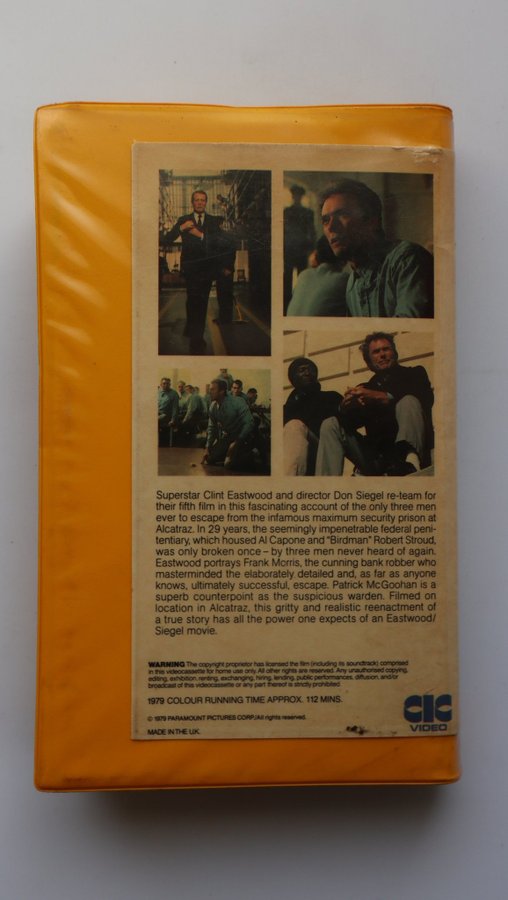 Superstar Clint Eastwood and director Don Siegel re-team for
their fifth film in this fascinating account of the only three men
ever to escape from the infamous maximum security prison at
Alcatraz. In 29 years, the seemingly impenetrable federal peni-
tentiary, which housed Al Capone and "Birdman" Robert Stroud,
was only broken once – by three men never heard of again.
Eastwood portrays Frank Morris, the cunning bank robber who
masterminded the elaborately detailed and, as far as anyone
knows, ultimately successful, escape. Patrick McGoohan is a
superb counterpoint as the suspicious warden. Filmed on
location in Alcatraz, this gritty and realistic reenactment of
a true story has all the power one expects of an Eastwood/
Siegel movie.
WARNING The copyright proprietor has licensed the film (including its soundtrack) comprised
in this videocassette for home use only. All other rights are reserved. Any unauthorised copying,
editing, exhibition, renting, exchanging, hiring, lending, public performances, diffusion, and/or
broadcast of this videocassette or any part thereof is strictly prohibited.
1979 COLOUR RUNNING TIME APPROX. 112 MINS.
© 1979 PARAMOUNT PICTURES CORP./All rights reserved.
MADE IN THE U.K.
CIC
VIDEO